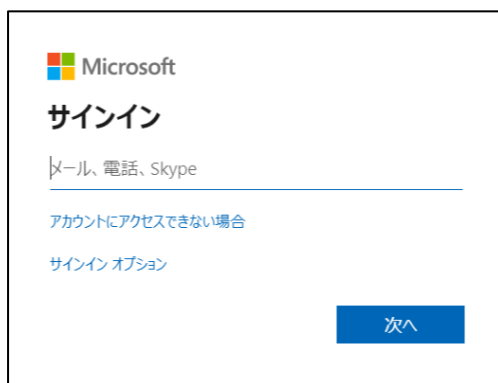 Microsoft
サインイン
メール、電話、Skype
アカウントにアクセスできない場合
サインイン オプション
次へ